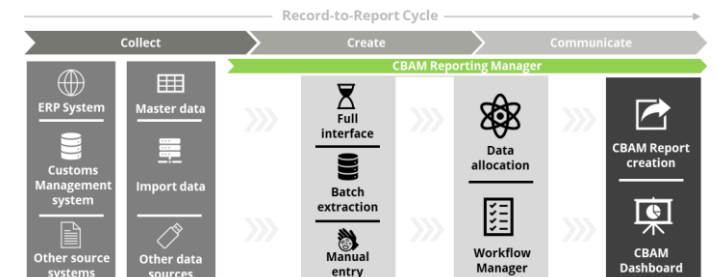 Record-to-Report Cycle
Collect
Create
Communicate
CBAM Reporting Manager
ERP System
Customs
Management
system
Other source
systems
Master data
Import data
Other data
sources
Full
interface
Batch
extraction
Manual
entry
Data
allocation
Workflow
Manager
CBAM Report
creation
CBAM
Dashboard